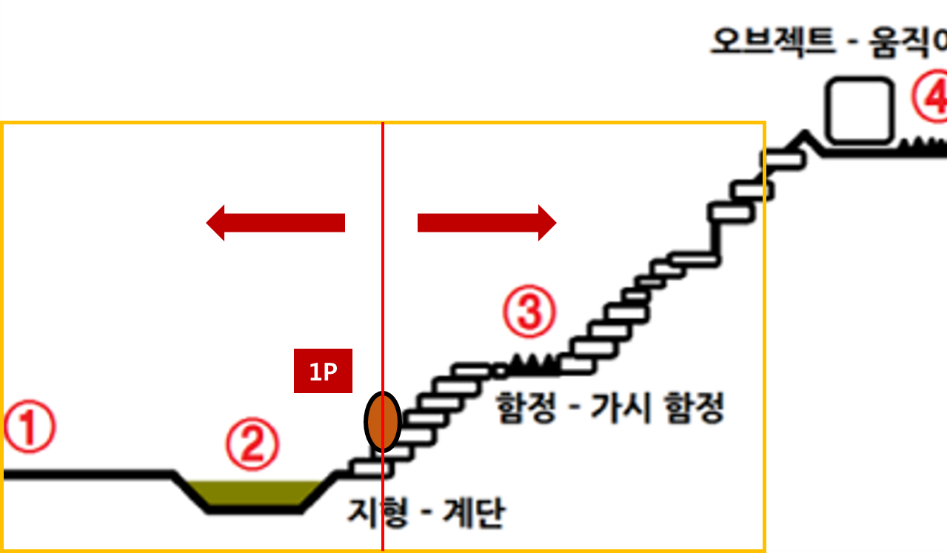 오브젝트 - 움직이
④
③
1P
함정 - 가시 함정
①
②
지형 - 계단